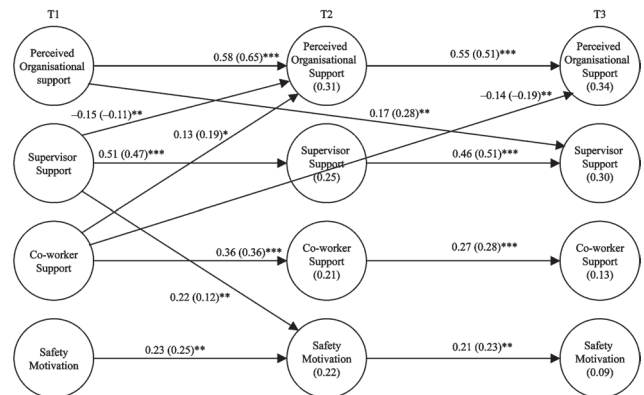 T1
T2
T3
Perceived
Organisational
support
0.58 (0.65)***
Perceived
Organisational
Support
(0.31)
0.55 (0.51)***
Perceived
Organisational
Support
(0.34)
–0.15 (–0.11)**
0.13 (0.19)*
0.17 (0.28)**
–0.14 (–0.19)**
Supervisor
Support
0.51 (0.47)***
Supervisor
Support
(0.25)
0.46 (0.51)***
Supervisor
Support
(0.30)
Co-worker
Support
0.36 (0.36)***
Co-worker
Support
(0.21)
0.27 (0.28)***
Co-worker
Support
(0.13)
0.22 (0.12)**
Safety
Motivation
0.23 (0.25)**
Safety
Motivation
(0.22)
0.21 (0.23)**
Safety
Motivation
(0.09)